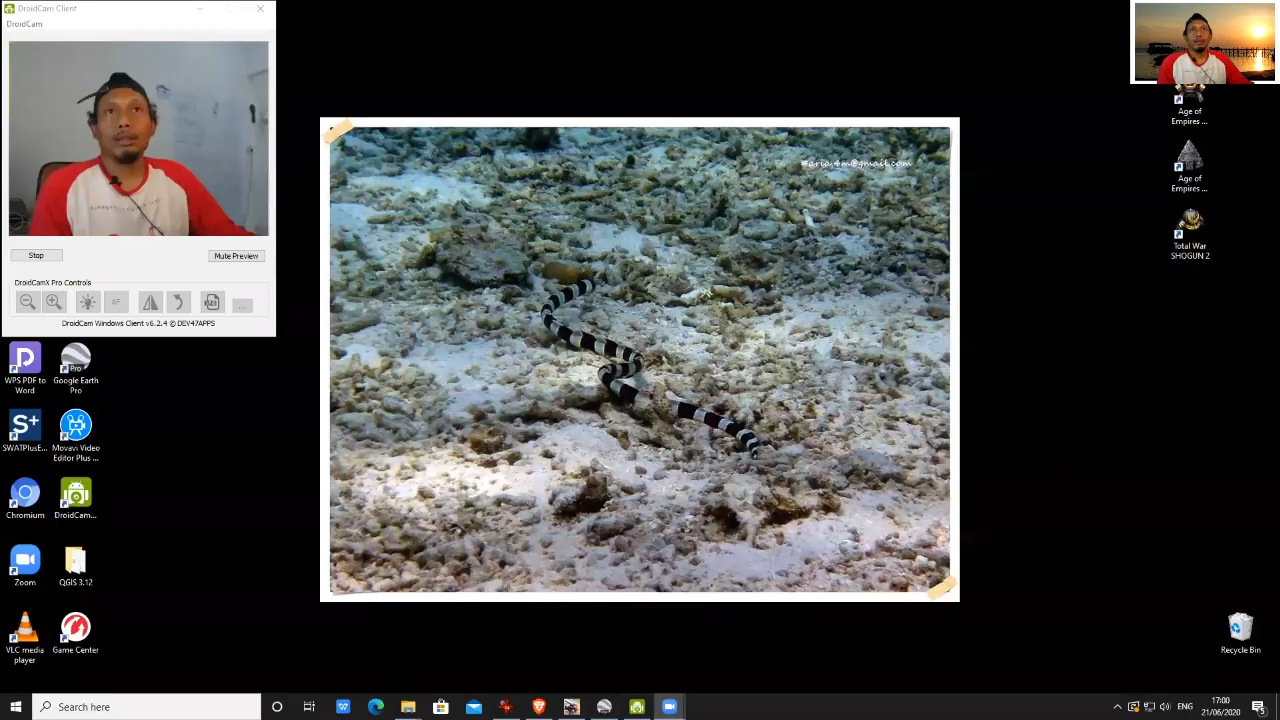 DroidCam Client
DroidCam
Stop
Mute Preview
DroidCamX Pro Controls
AF
...
DroidCam Windows Client v6.2.4 © DEV47APPS
Age of
Empires ...
Age of
Empires ...
Total War
SHOGUN 2
WPS PDF to
Word
Google Earth
Pro
SWATPlusE...
Movavi Video
Editor Plus ...
Chromium
DroidCam...
Zoom
QGIS 3.12
VLC media
player
Game Center
Recycle Bin
Search here
ENG
17:00
21/06/2020